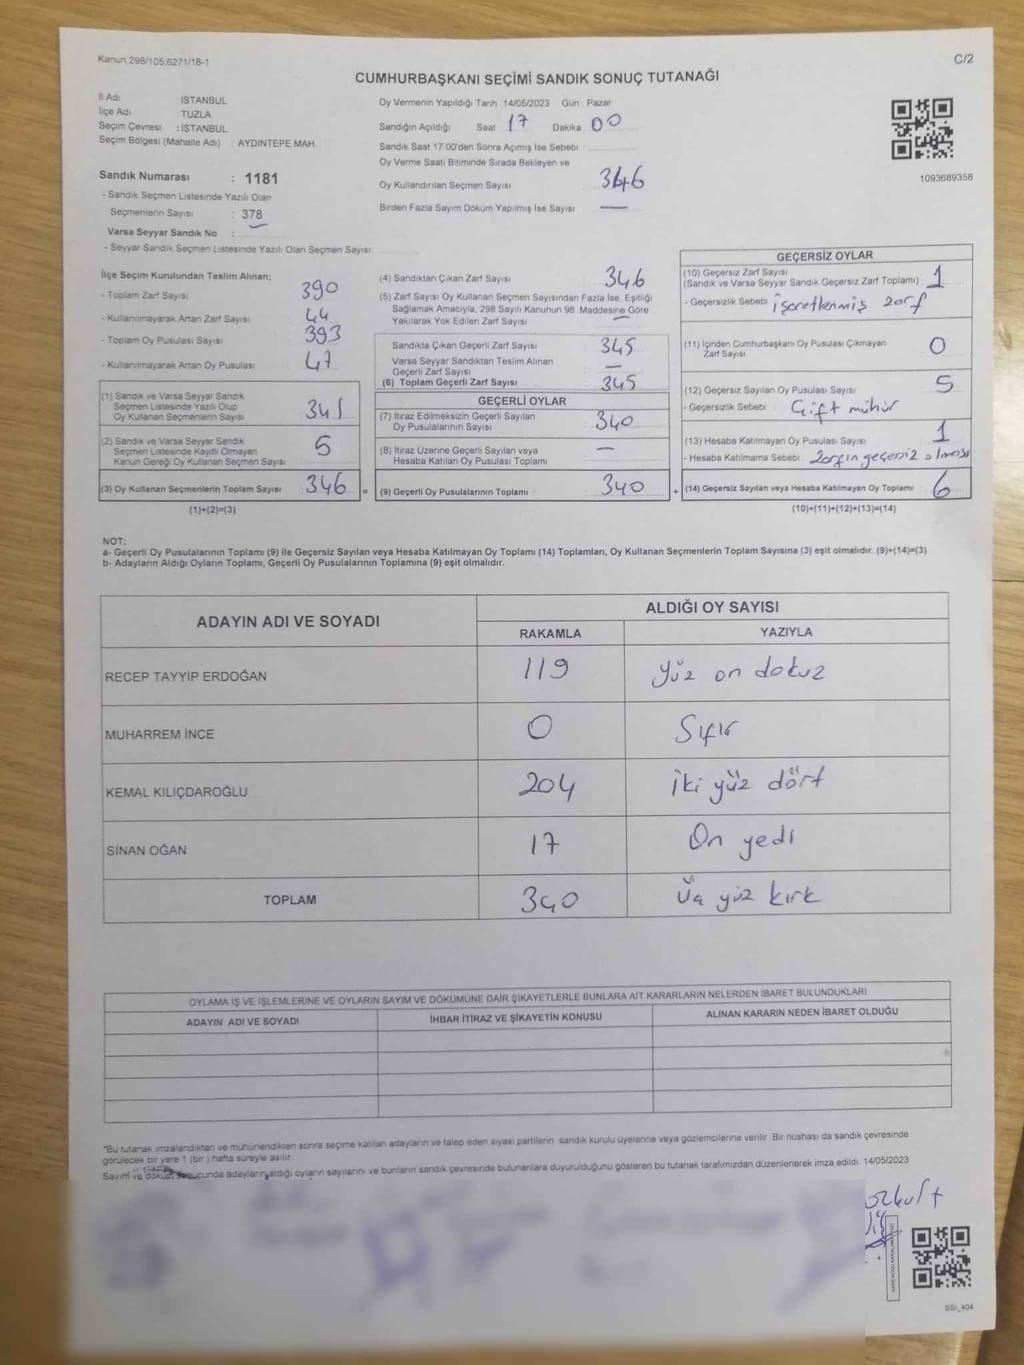 Kanun 298/105,6271/18-1
C/2
CUMHURBAŞKANI SEÇİMİ SANDIK SONUÇ TUTANAĞI
İl Adı İSTANBUL
İlçe Adı TUZLA
Seçim Çevresi : İSTANBUL
Seçim Bölgesi (Mahalle Adı) AYDINTEPE MAH.
Sandık Numarası : 1181
- Sandık Seçmen Listesinde Yazılı Olan
Seçmenlerin Sayısı : 378
Varsa Seyyar Sandık No :
- Seyyar Sandık Seçmen Listesinde Yazılı Olan Seçmen Sayısı:
Oy Vermenin Yapıldığı Tarih 14/05/2023 Gün : Pazar
Sandığın Açıldığı Saat 17 Dakika 00
Sandık Saat 17:00'den Sonra Açımış İse Sebebi :
Oy Verme Saati Bitiminde Sırada Bekleyen ve
Oy Kullandırılan Seçmen Sayısı 346
Birden Fazla Sayım Döküm Yapılmış İse Sayısı —
1093689358
İlçe Seçim Kurulundan Teslim Alınan;
- Toplam Zarf Sayısı 390
- Kullanılmayarak Artan Zarf Sayısı 44
- Toplam Oy Pusulası Sayısı 393
- Kullanılmayarak Artan Oy Pusulası 47
(1) Sandık ve Varsa Seyyar Sandık
Seçmen Listesinde Yazılı Olup
Oy Kullanan Seçmenlerin Sayısı 341
(2) Sandık ve Varsa Seyyar Sandık
Seçmen Listesinde Kayıtlı Olmayan
Kanun Gereği Oy Kullanan Seçmen Sayısı 5
(3) Oy Kullanan Seçmenlerin Toplam Sayısı 346 =
(1)+(2)=(3)
(4) Sandıktan Çıkan Zarf Sayısı 346
(5) Zarf Sayısı Oy Kullanan Seçmen Sayısından Fazla İse, Eşitliği
Sağlamak Amacıyla, 298 Sayılı Kanunun 98 Maddesine Göre
Yakılarak Yok Edilen Zarf Sayısı —
Sandıkta Çıkan Geçerli Zarf Sayısı 345
Varsa Seyyar Sandıktan Teslim Alınan
Geçerli Zarf Sayısı —
(6) Toplam Geçerli Zarf Sayısı 345
GEÇERLİ OYLAR
(7) İtiraz Edilmeksizin Geçerli Sayılan
Oy Pusulalarının Sayısı 340
(8) İtiraz Üzerine Geçerli Sayılan veya
Hesaba Katılan Oy Pusulası Toplamı —
(9) Geçerli Oy Pusulalarının Toplamı 340 +
GEÇERSİZ OYLAR
(10) Geçersiz Zarf Sayısı
(Sandık ve Varsa Seyyar Sandık Geçersiz Zarf Toplamı) 1
- Geçersizlik Sebebi İşeretlenmiş zarf
(11) İçinden Cumhurbaşkanı Oy Pusulası Çıkmayan
Zarf Sayısı 0
(12) Geçersiz Sayılan Oy Pusulası Sayısı 5
- Geçersizlik Sebebi Çift mühür
(13) Hesaba Katılmayan Oy Pusulası Sayısı 1
- Hesaba Katılmama Sebebi : Zarfın geçersiz olması
(14) Geçersiz Sayılan veya Hesaba Katılmayan Oy Toplamı 6
(10)+(11)+(12)+(13)=(14)
NOT:
a- Geçerli Oy Pusulalarının Toplamı (9) ile Geçersiz Sayılan veya Hesaba Katılmayan Oy Toplamı (14) Toplamları, Oy Kullanan Seçmenlerin Toplam Sayısına (3) eşit olmalıdır. (9)+(14)=(3)
b- Adayların Aldığı Oyların Toplamı, Geçerli Oy Pusulalarının Toplamına (9) eşit olmalıdır.
ADAYIN ADI VE SOYADI
ALDIĞI OY SAYISI
RAKAMLA YAZIYLA
RECEP TAYYİP ERDOĞAN 119 yüz on dokuz
MUHARREM İNCE 0 Sıfır
KEMAL KILIÇDAROĞLU 204 iki yüz dört
SİNAN OĞAN 17 On yedi
TOPLAM 340 Üç yüz kırk
OYLAMA İŞ VE İŞLEMLERİNE VE OYLARIN SAYIM VE DÖKÜMÜNE DAİR ŞİKAYETLERLE BUNLARA AİT KARARLARIN NELERDEN İBARET BULUNDUKLARI
ADAYIN ADI VE SOYADI İHBAR İTİRAZ VE ŞİKAYETİN KONUSU ALINAN KARARIN NEDEN İBARET OLDUĞU
"Bu tutanak imzalandıktan ve mühürlendikten sonra seçime katılan adayların ve talep eden siyasi partilerin sandık kurulu üyelerine veya gözlemcilerine verilir. Bir nüshası da sandık çevresinde
görülecek bir yere 1 (bir) hafta süreyle asılır.
Sayım ve döküm sonucunda adayların aldığı oyların sayılarını ve bunların sandık çevresinde bulunanlara duyurulduğunu gösteren bu tutanak tarafımızdan düzenlenerek imza edildi. 14/05/2023
SSI_404